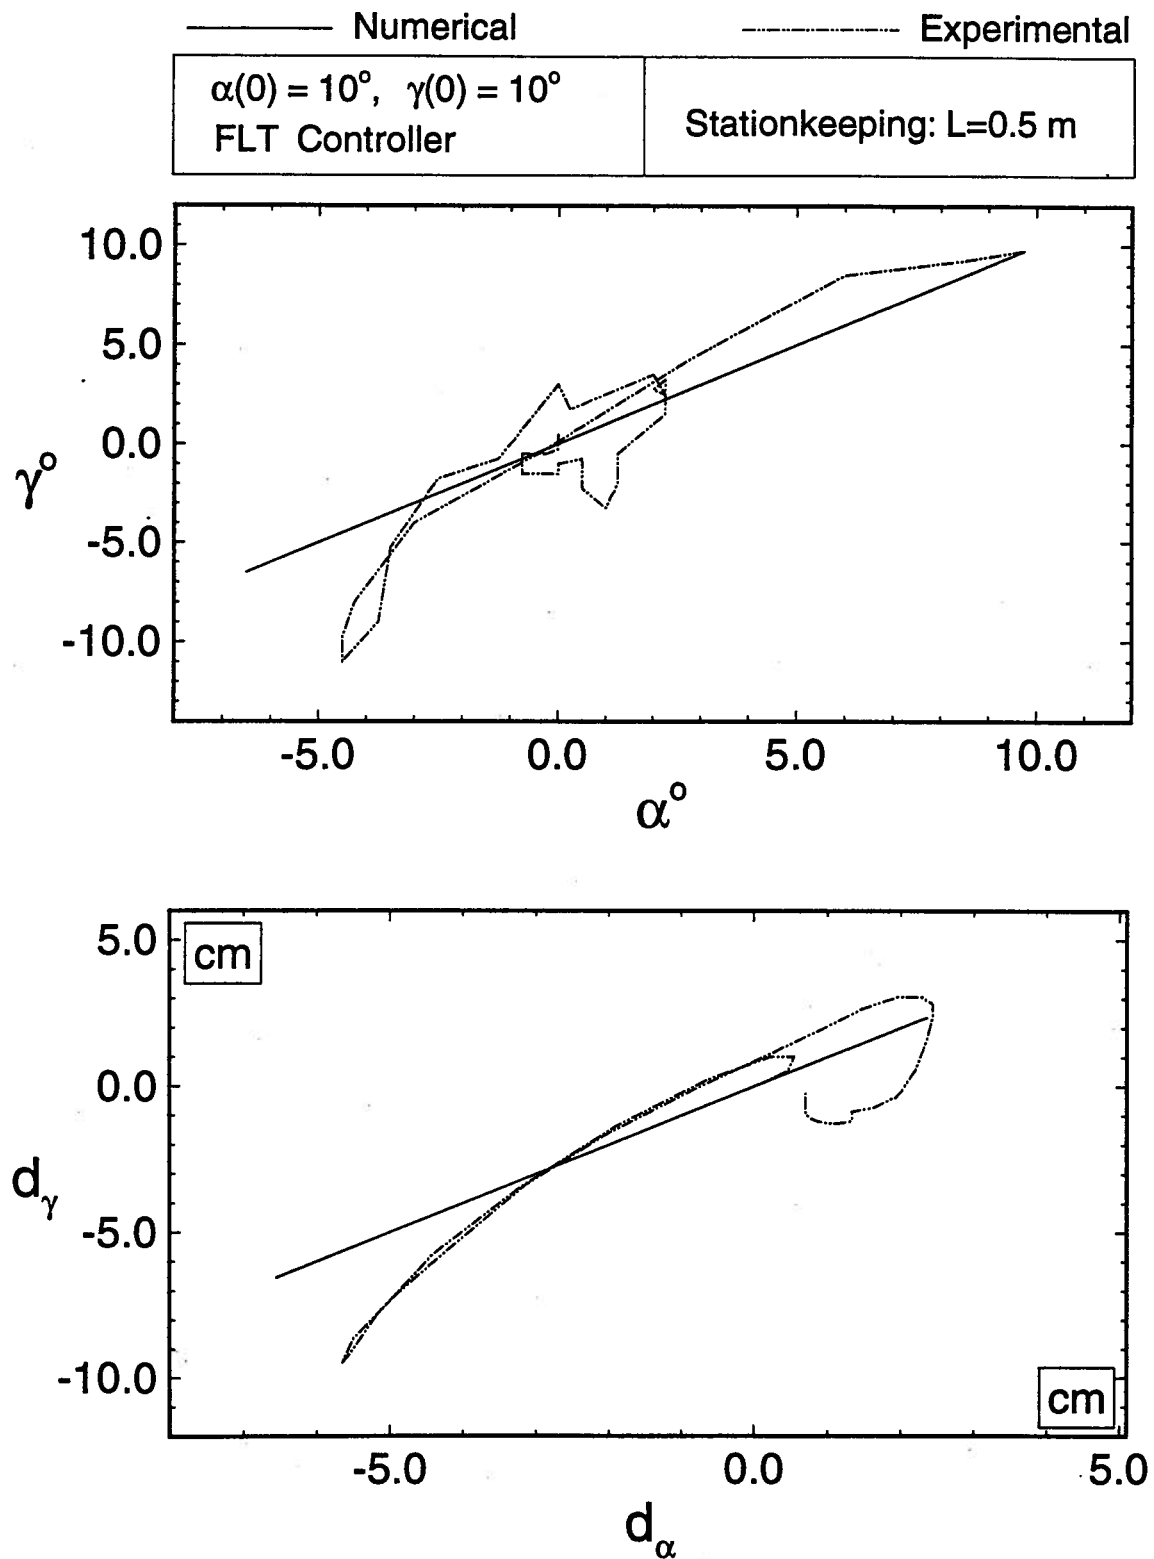 Numerical Experimental
α(0) = 10°, γ(0) = 10°
FLT Controller
Stationkeeping: L=0.5 m
10.0
5.0
0.0
-5.0
-10.0
γ°
-5.0 0.0 5.0 10.0
α°
cm
5.0
0.0
-5.0
-10.0
dγ
cm
-5.0 0.0 5.0
dα